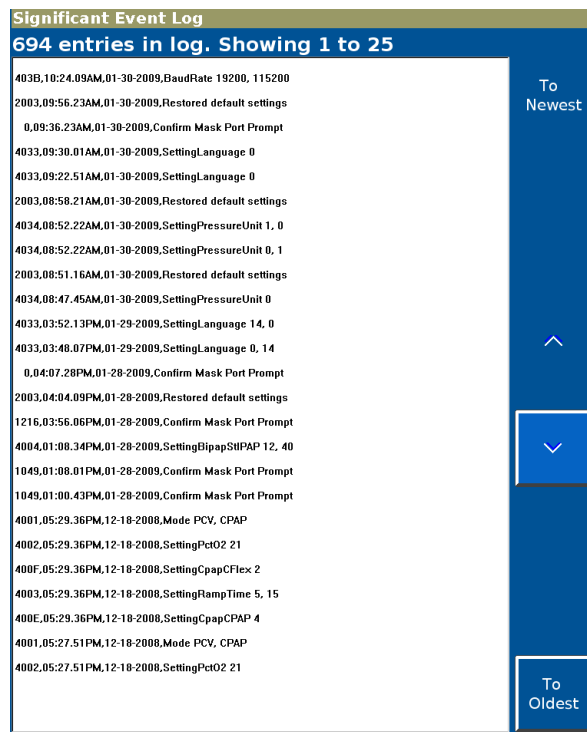 Significant Event Log
694 entries in log. Showing 1 to 25
403B,10:24.09AM,01-30-2009,BaudRate 19200, 115200
2003,09:56.23AM,01-30-2009,Restored default settings
0,09:36.23AM,01-30-2009,Confirm Mask Port Prompt
4033,09:30.01AM,01-30-2009,SettingLanguage 0
4033,09:22.51AM,01-30-2009,SettingLanguage 0
2003,08:58.21AM,01-30-2009,Restored default settings
4034,08:52.22AM,01-30-2009,SettingPressureUnit 1, 0
4034,08:52.22AM,01-30-2009,SettingPressureUnit 0, 1
2003,08:51.16AM,01-30-2009,Restored default settings
4034,08:47.45AM,01-30-2009,SettingPressureUnit 0
4033,03:52.13PM,01-29-2009,SettingLanguage 14, 0
4033,03:48.07PM,01-29-2009,SettingLanguage 0, 14
0,04:07.28PM,01-28-2009,Confirm Mask Port Prompt
2003,04:04.09PM,01-28-2009,Restored default settings
1216,03:56.06PM,01-28-2009,Confirm Mask Port Prompt
4004,01:08.34PM,01-28-2009,SettingBipapStIPAP 12, 40
1049,01:08.01PM,01-28-2009,Confirm Mask Port Prompt
1049,01:00.43PM,01-28-2009,Confirm Mask Port Prompt
4001,05:29.36PM,12-18-2008,Mode PCV, CPAP
4002,05:29.36PM,12-18-2008,SettingPctO2 21
400F,05:29.36PM,12-18-2008,SettingCpapCFlex 2
4003,05:29.36PM,12-18-2008,SettingRampTime 5, 15
400E,05:29.36PM,12-18-2008,SettingCpapCPAP 4
4001,05:27.51PM,12-18-2008,Mode PCV, CPAP
4002,05:27.51PM,12-18-2008,SettingPctO2 21
To
Newest
To
Oldest